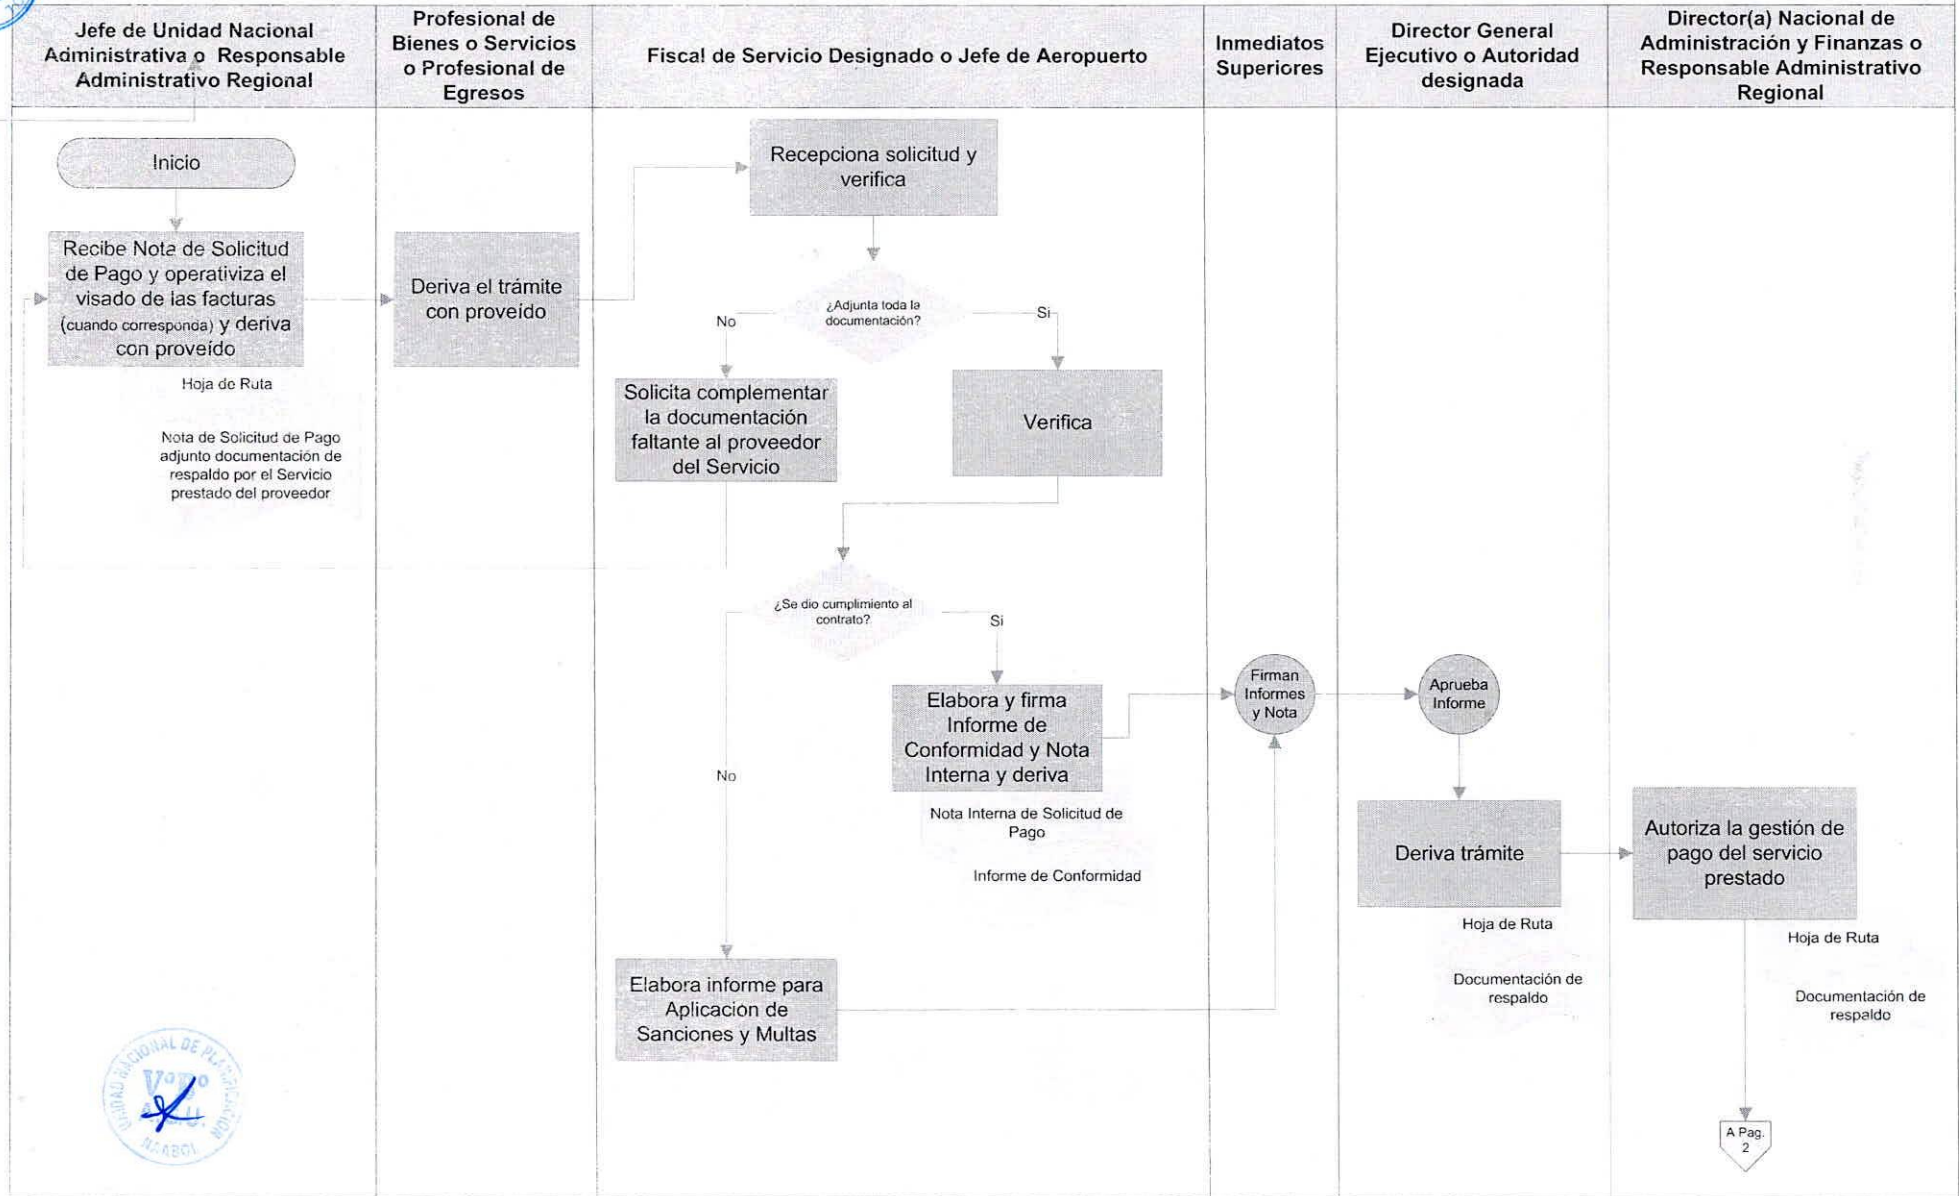 Jefe de Unidad Nacional
Administrativa o Responsable
Administrativo Regional
Profesional de
Bienes o Servicios
o Profesional de
Egresos
Fiscal de Servicio Designado o Jefe de Aeropuerto
Inmediatos
Superiores
Director General
Ejecutivo o Autoridad
designada
Director(a) Nacional de
Administración y Finanzas o
Responsable Administrativo
Regional
Inicio
Recibe Nota de Solicitud
de Pago y operativiza el
visado de las facturas
(cuando corresponda) y deriva
con proveído
Hoja de Ruta
Nota de Solicitud de Pago
adjunto documentación de
respaldo por el Servicio
prestado del proveedor
Deriva el trámite
con proveído
Recepciona solicitud y
verifica
¿Adjunta toda la
documentación?
No
Si
Solicita complementar
la documentación
faltante al proveedor
del Servicio
Verifica
¿Se dio cumplimiento al
contrato?
Si
No
Elabora y firma
Informe de
Conformidad y Nota
Interna y deriva
Nota Interna de Solicitud de
Pago
Informe de Conformidad
Elabora informe para
Aplicación de
Sanciones y Multas
Firman
Informes
y Nota
Aprueba
Informe
Deriva trámite
Hoja de Ruta
Documentación de
respaldo
Autoriza la gestión de
pago del servicio
prestado
Hoja de Ruta
Documentación de
respaldo
A Pag.
2
UNIDAD NACIONAL DE PLANIFICACIÓN
VºBº
NAABOL